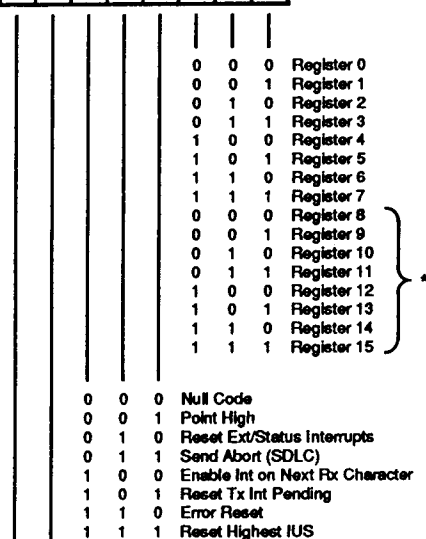 0 0 0 Register 0
0 0 1 Register 1
0 1 0 Register 2
0 1 1 Register 3
1 0 0 Register 4
1 0 1 Register 5
1 1 0 Register 6
1 1 1 Register 7
0 0 0 Register 8
0 0 1 Register 9
0 1 0 Register 10
0 1 1 Register 11
1 0 0 Register 12
1 0 1 Register 13
1 1 0 Register 14
1 1 1 Register 15
*
0 0 0 Null Code
0 0 1 Point High
0 1 0 Reset Ext/Status Interrupts
0 1 1 Send Abort (SDLC)
1 0 0 Enable Int on Next Rx Character
1 0 1 Reset Tx Int Pending
1 1 0 Error Reset
1 1 1 Reset Highest IUS